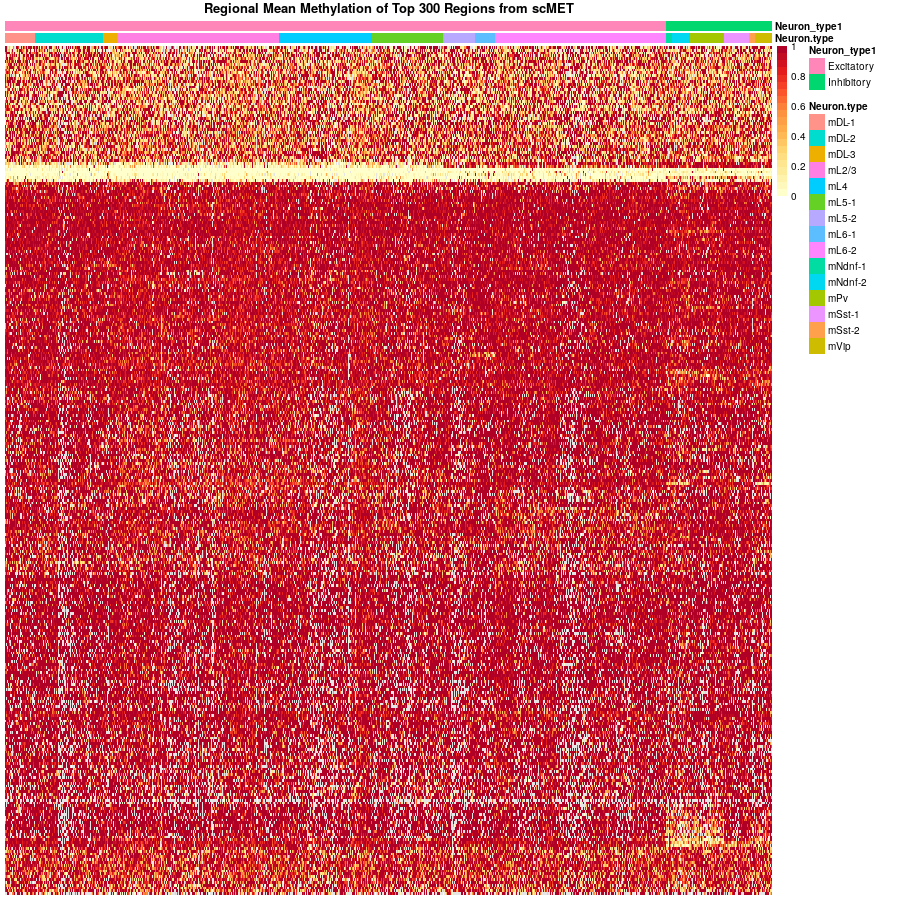 Regional Mean Methylation of Top 300 Regions from scMET
Neuron_type1
Neuron.type
1
0.8
0.6
0.4
0.2
0
Neuron_type1
Excitatory
Inhibitory
Neuron.type
mDL-1
mDL-2
mDL-3
mL2/3
mL4
mL5-1
mL5-2
mL6-1
mL6-2
mNdnf-1
mNdnf-2
mPv
mSst-1
mSst-2
mVip